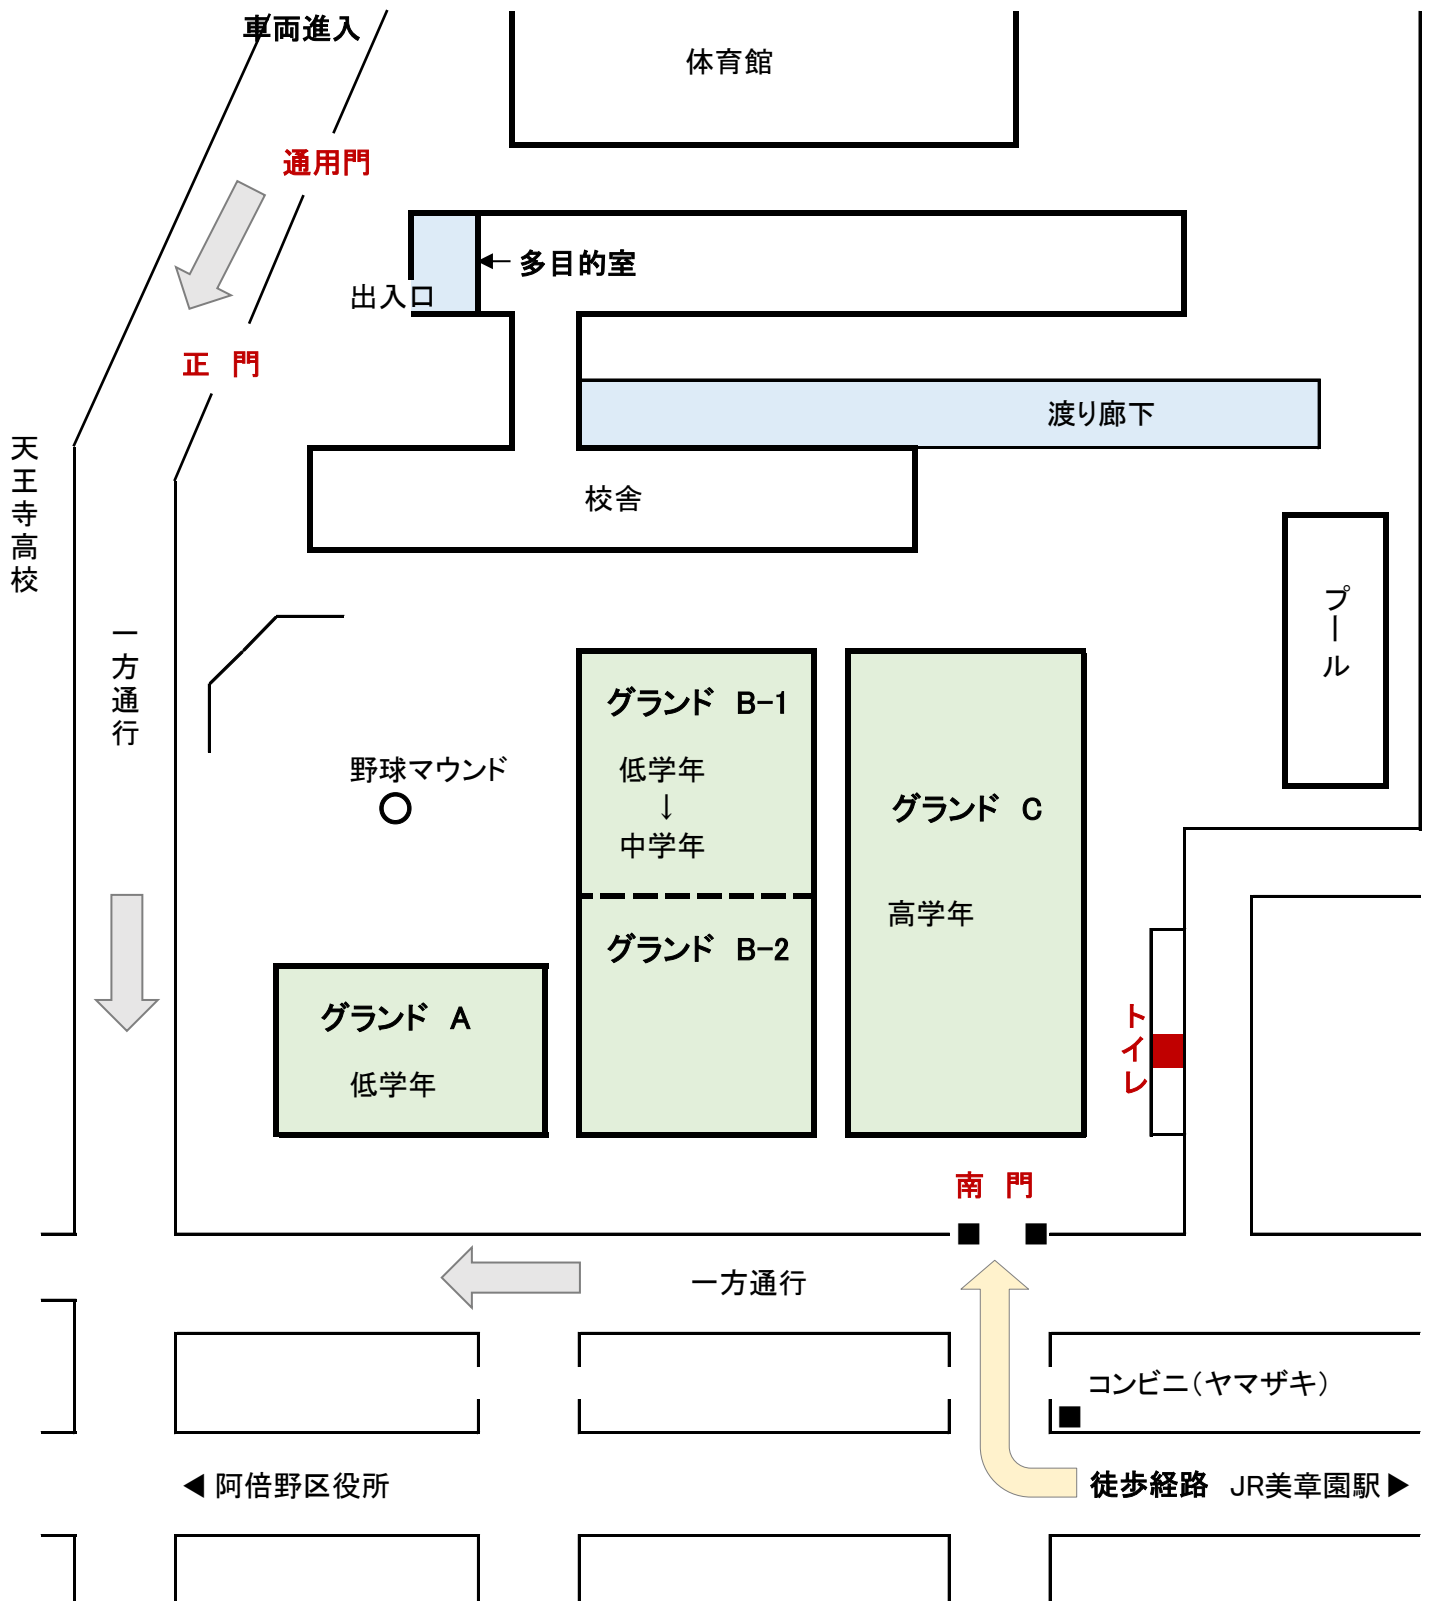 車両進入
体育館
通用門
多目的室
出入口
正　門
渡り廊下
天王寺高校
校舎
プール
一方通行
グランド　B-1
低学年
↓
中学年
野球マウンド
グランド　C
高学年
グランド　B-2
グランド　A
低学年
トイレ
南　門
一方通行
コンビニ（ヤマザキ）
◀ 阿倍野区役所
徒歩経路　JR美章園駅 ▶